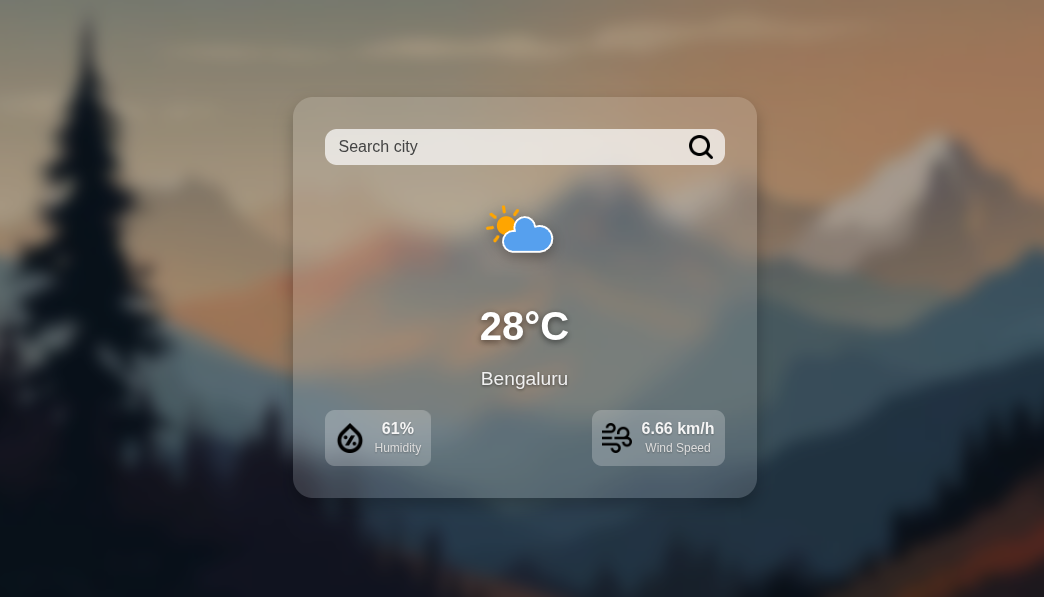 Search city
28°C
Bengaluru
61%
Humidity
6.66 km/h
Wind Speed